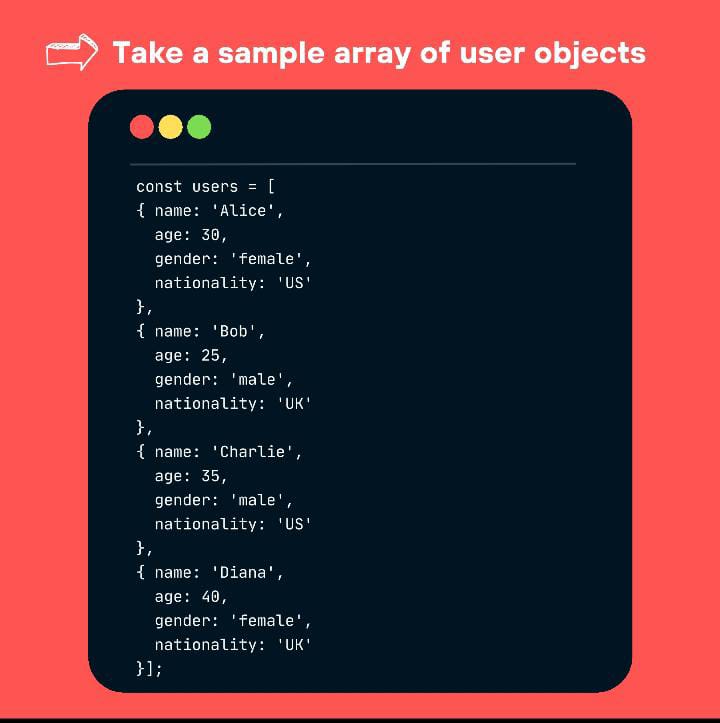 Take a sample array of user objects
const users = [
{ name: 'Alice',
  age: 30,
  gender: 'female',
  nationality: 'US'
},
{ name: 'Bob',
  age: 25,
  gender: 'male',
  nationality: 'UK'
},
{ name: 'Charlie',
  age: 35,
  gender: 'male',
  nationality: 'US'
},
{ name: 'Diana',
  age: 40,
  gender: 'female',
  nationality: 'UK'
}];